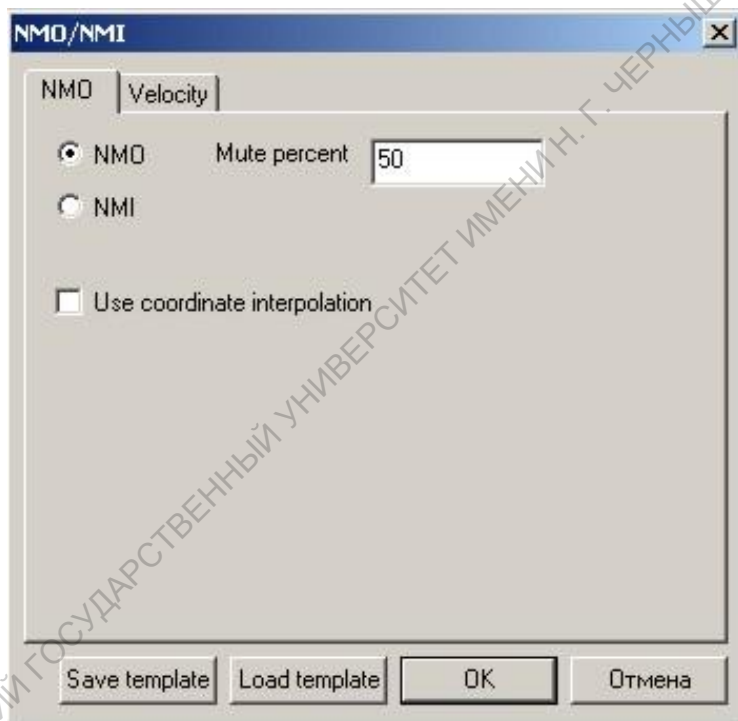 NMO/NMI
NMO Velocity
NMO Mute percent 50
NMI
Use coordinate interpolation
Save template Load template OK Отмена
ГОСУДАРСТВЕННЫЙ УНИВЕРСИТЕТ ИМЕНИ Н. Г.